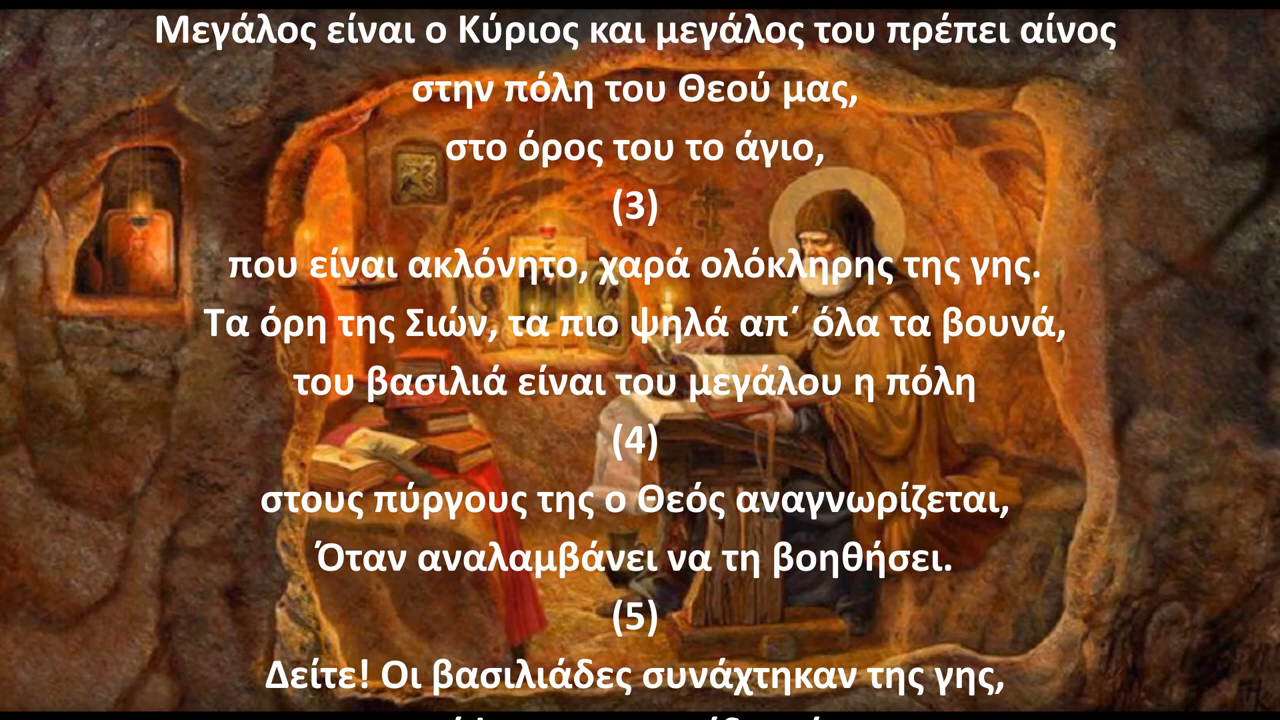 Μεγάλος είναι ο Κύριος και μεγάλος του πρέπει αίνος
στην πόλη του Θεού μας,
στο όρος του το άγιο,
(3)
που είναι ακλόνητο, χαρά ολόκληρης της γης.
Τα όρη της Σιών, τα πιο ψηλά απ΄ όλα τα βουνά,
του βασιλιά είναι του μεγάλου η πόλη
(4)
στους πύργους της ο Θεός αναγνωρίζεται,
Όταν αναλαμβάνει να τη βοηθήσει.
(5)
Δείτε! Οι βασιλιάδες συνάχτηκαν της γης,